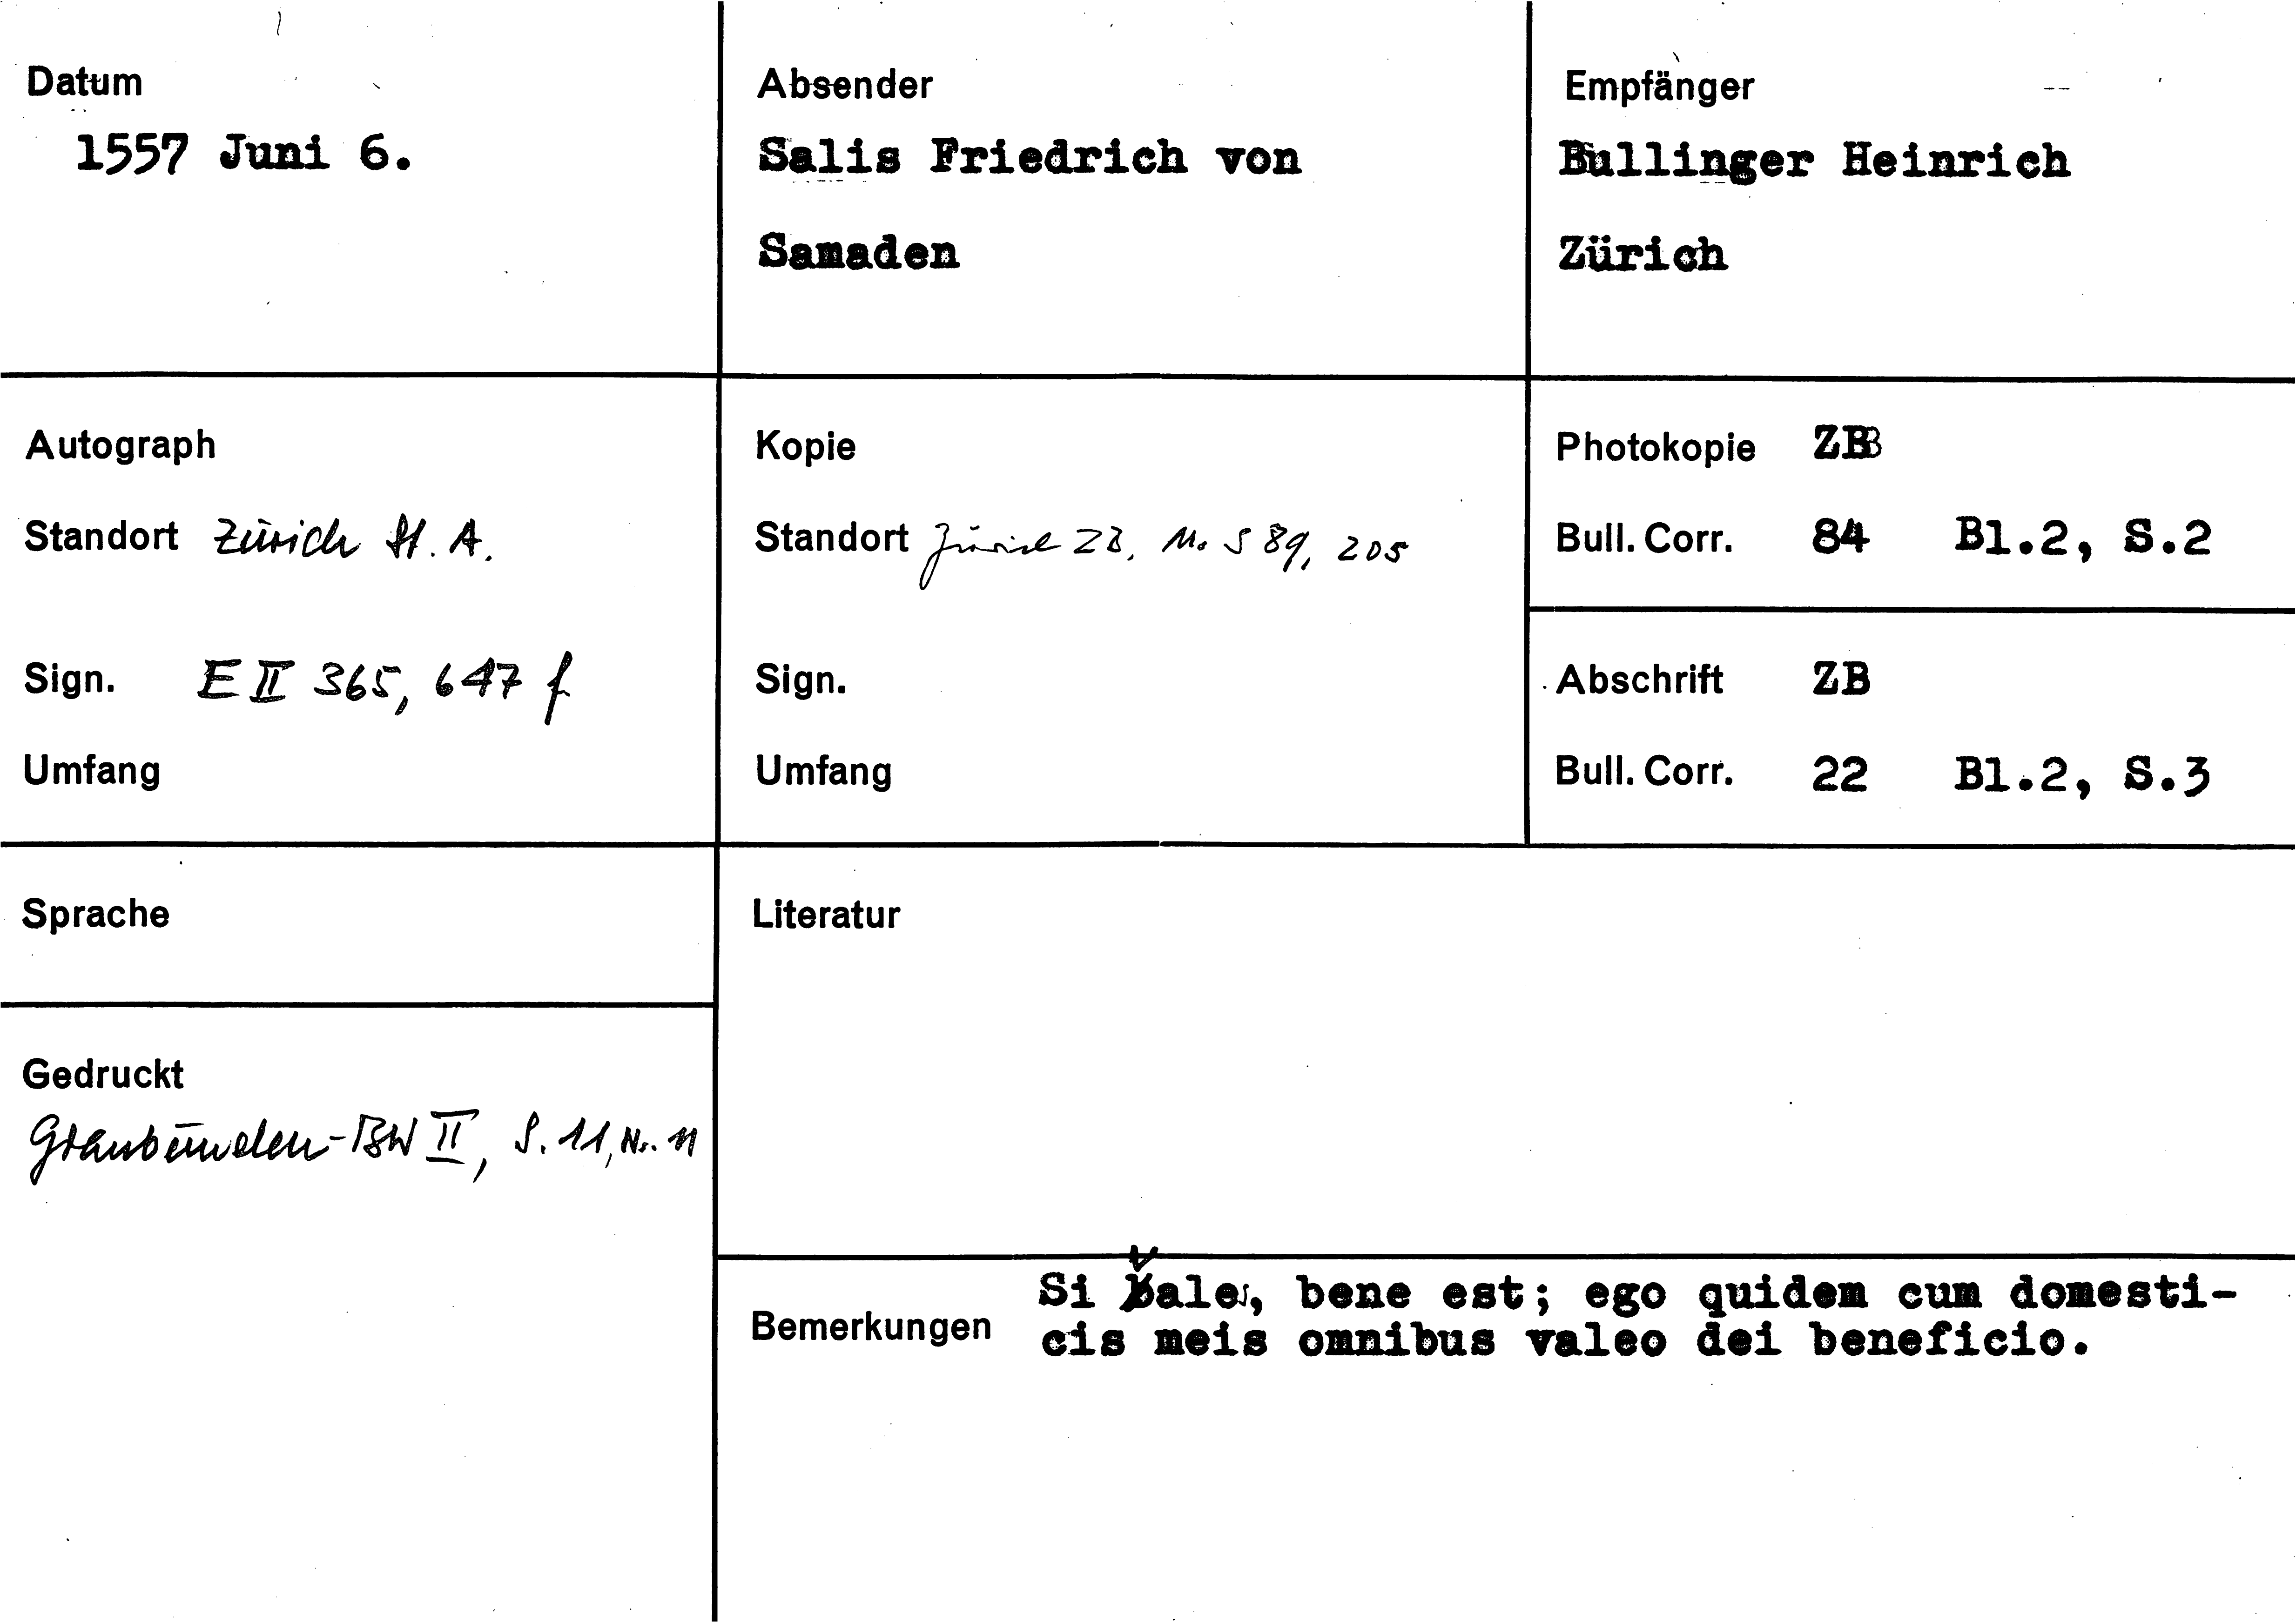 Datum
1557 Juni 6.
Absender
Salis Friedrich von
Samaden
Empfänger
Bullinger Heinrich
Zürich
Autograph
Standort Zürich St. A.
Sign. E II 365, 647 f
Umfang
Kopie
Standort Zürich ZB, Ms S 89, 205
Sign.
Umfang
Photokopie ZB
Bull. Corr. 84 Bl.2, S.2
Abschrift ZB
Bull. Corr. 22 Bl.2, S.3
Sprache
Gedruckt
Graubünden-BW II, S. 11, Nr. 11
Literatur
Bemerkungen
Si vales, bene est; ego quidem cum domesti-
cis meis omnibus valeo dei beneficio.